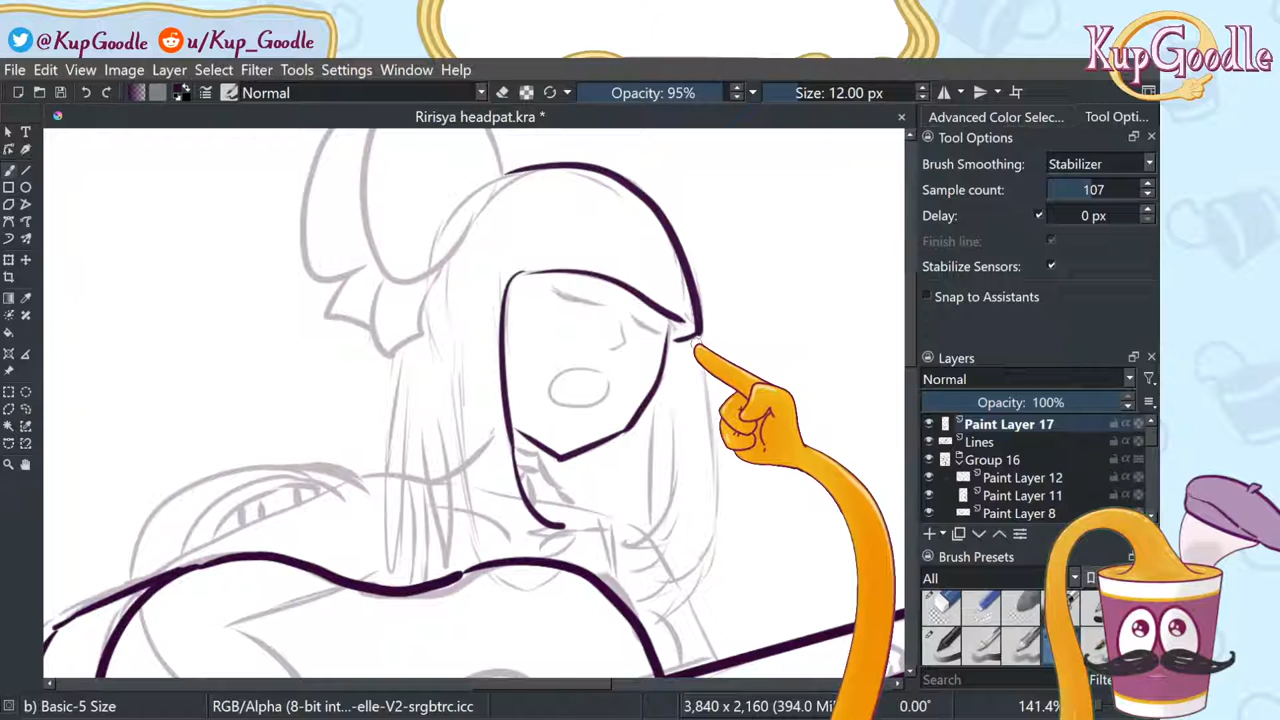 @KupGoodle u/Kup_Goodle
KupGoodle
File Edit View Image Layer Select Filter Tools Settings Window Help
Normal Opacity: 95% Size: 12.00 px
Ririsya headpat.kra *
Advanced Color Selec... Tool Opti...
Tool Options
Brush Smoothing: Stabilizer
Sample count: 107
Delay: 0 px
Finish line:
Stabilize Sensors:
Snap to Assistants
Layers
Normal
Opacity: 100%
Paint Layer 17
Lines
Group 16
Paint Layer 12
Paint Layer 11
Paint Layer 8
Brush Presets
All
Search
b) Basic-5 Size RGB/Alpha (8-bit int...-elle-V2-srgbtrc.icc 3,840 x 2,160 (394.0 Mi 0.00° 141.4%